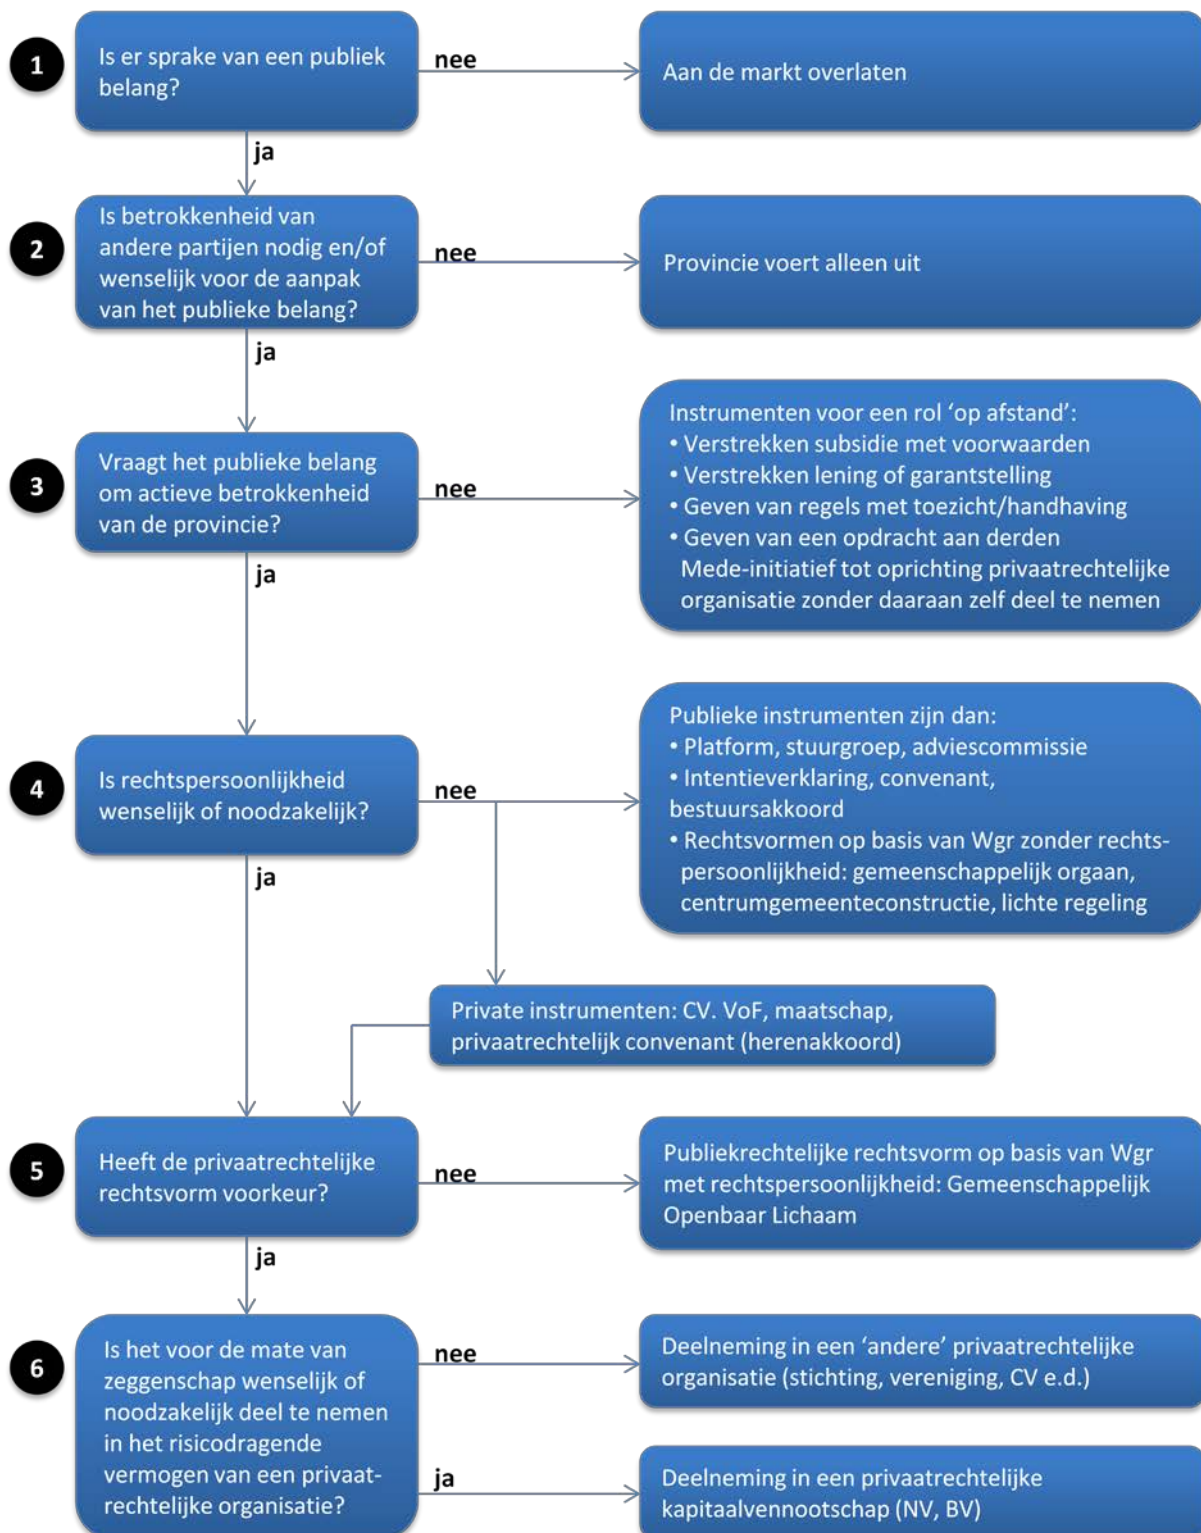 1
Is er sprake van een publiek
belang?
nee
Aan de markt overlaten
ja
2
Is betrokkenheid van
andere partijen nodig en/of
wenselijk voor de aanpak
van het publieke belang?
nee
Provincie voert alleen uit
ja
3
Vraagt het publieke belang
om actieve betrokkenheid
van de provincie?
nee
Instrumenten voor een rol ‘op afstand’:
• Verstrekken subsidie met voorwaarden
• Verstrekken lening of garantstelling
• Geven van regels met toezicht/handhaving
• Geven van een opdracht aan derden
Mede-initiatief tot oprichting privaatrechtelijke
organisatie zonder daaraan zelf deel te nemen
ja
4
Is rechtspersoonlijkheid
wenselijk of noodzakelijk?
nee
Publieke instrumenten zijn dan:
• Platform, stuurgroep, adviescommissie
• Intentieverklaring, convenant,
bestuursakkoord
• Rechtsvormen op basis van Wgr zonder rechts-
persoonlijkheid: gemeenschappelijk orgaan,
centrumgemeenteconstructie, lichte regeling
ja
Private instrumenten: CV. VoF, maatschap,
privaatrechtelijk convenant (herenakkoord)
5
Heeft de privaatrechtelijke
rechtsvorm voorkeur?
nee
Publiekrechtelijke rechtsvorm op basis van Wgr
met rechtspersoonlijkheid: Gemeenschappelijk
Openbaar Lichaam
ja
6
Is het voor de mate van
zeggenschap wenselijk of
noodzakelijk deel te nemen
in het risicodragende
vermogen van een privaat-
rechtelijke organisatie?
nee
Deelneming in een ‘andere’ privaatrechtelijke
organisatie (stichting, vereniging, CV e.d.)
ja
Deelneming in een privaatrechtelijke
kapitaalvennootschap (NV, BV)